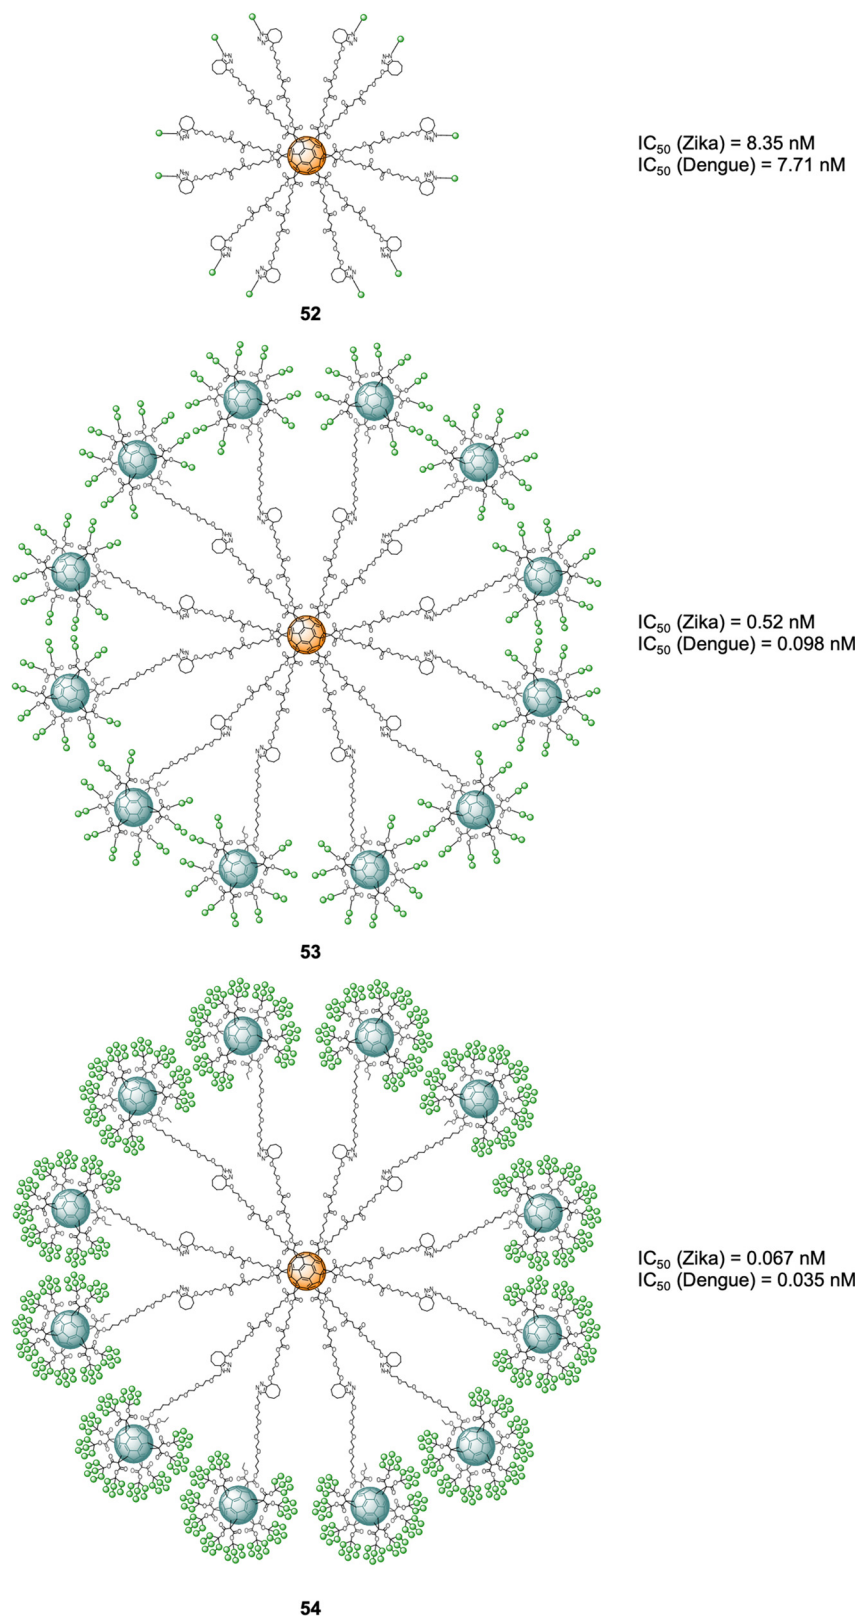 IC50 (Zika) = 8.35 nM
IC50 (Dengue) = 7.71 nM
52
IC50 (Zika) = 0.52 nM
IC50 (Dengue) = 0.098 nM
53
IC50 (Zika) = 0.067 nM
IC50 (Dengue) = 0.035 nM
54